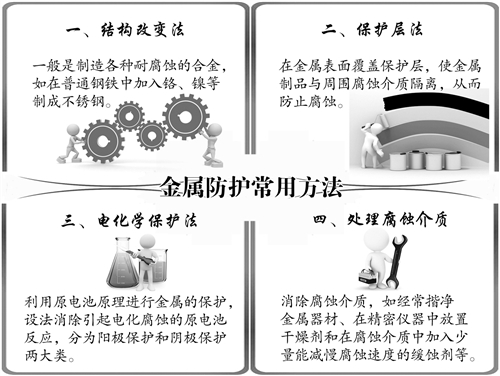 一、结构改变法
一般是制造各种耐腐蚀的合金,
如在普通钢铁中加入铬、镍等
制成不锈钢。
二、保护层法
在金属表面覆盖保护层,使金属
制品与周围腐蚀介质隔离,从而
防止腐蚀。
金属防护常用方法
三、电化学保护法
利用原电池原理进行金属的保护,
设法消除引起电化腐蚀的原电池
反应,分为阳极保护和阴极保护
两大类。
四、处理腐蚀介质
消除腐蚀介质,如经常揩净
金属器材、在精密仪器中放置
干燥剂和在腐蚀介质中加入少
量能减慢腐蚀速度的缓蚀剂等。